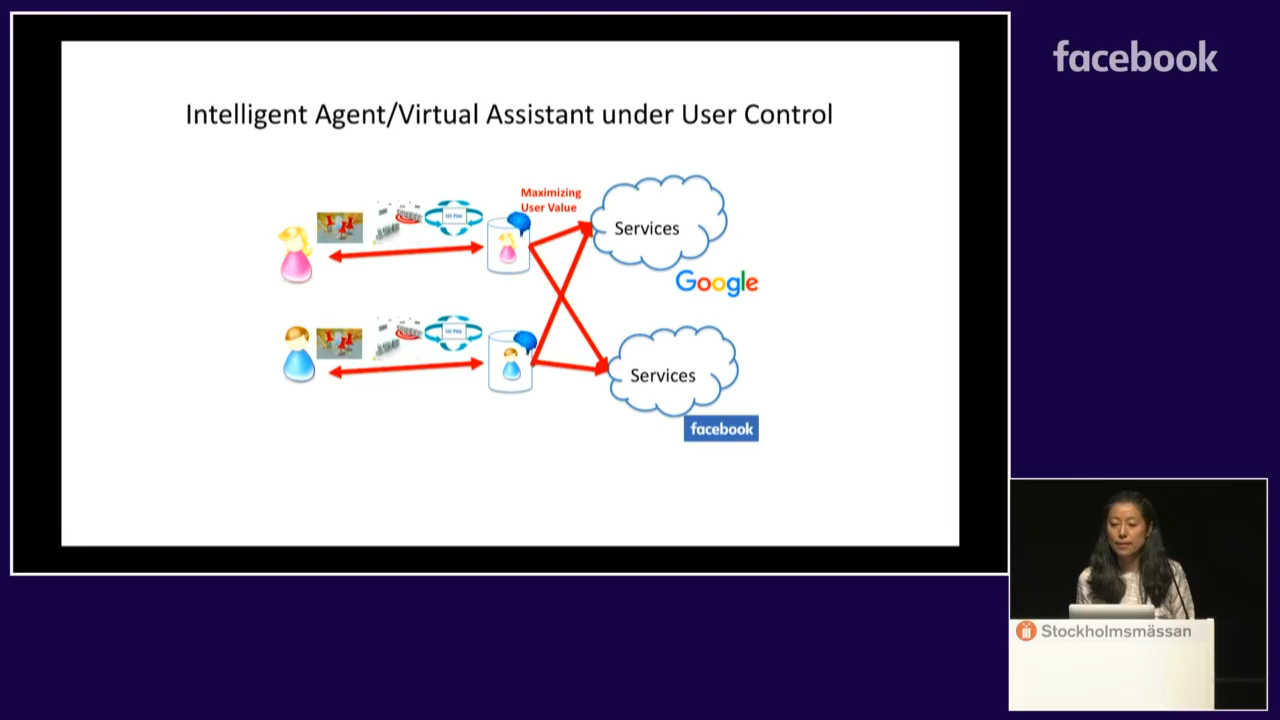 facebook
Intelligent Agent/Virtual Assistant under User Control
Maximizing
User Value
Services
Google
Services
facebook
Stockholmsmässan